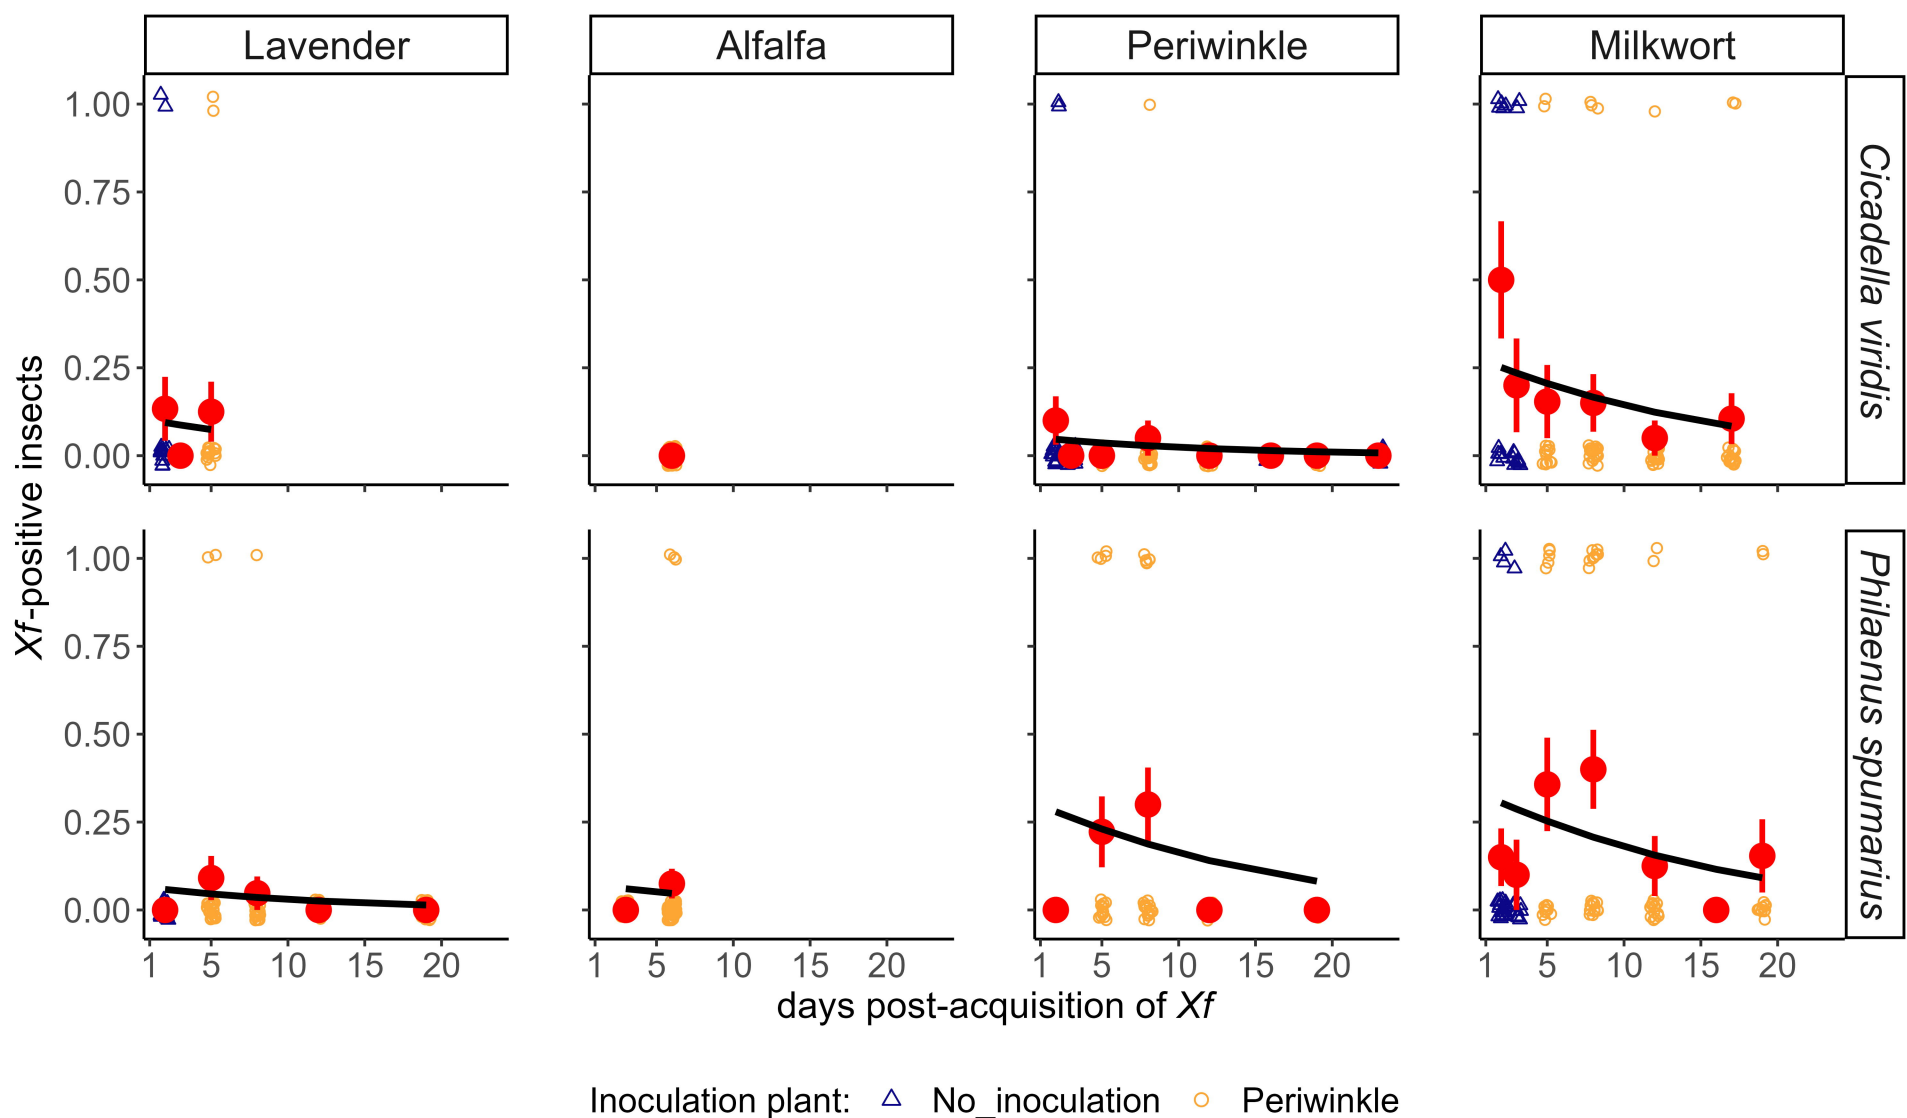 Lavender Alfalfa Periwinkle Milkwort
1.00
0.75
0.50
0.25
0.00
Cicadella viridis
Xf-positive insects
1.00
0.75
0.50
0.25
0.00
Philaenus spumarius
1 5 10 15 20 1 5 10 15 20 1 5 10 15 20 1 5 10 15 20
days post-acquisition of Xf
Inoculation plant: No_inoculation Periwinkle